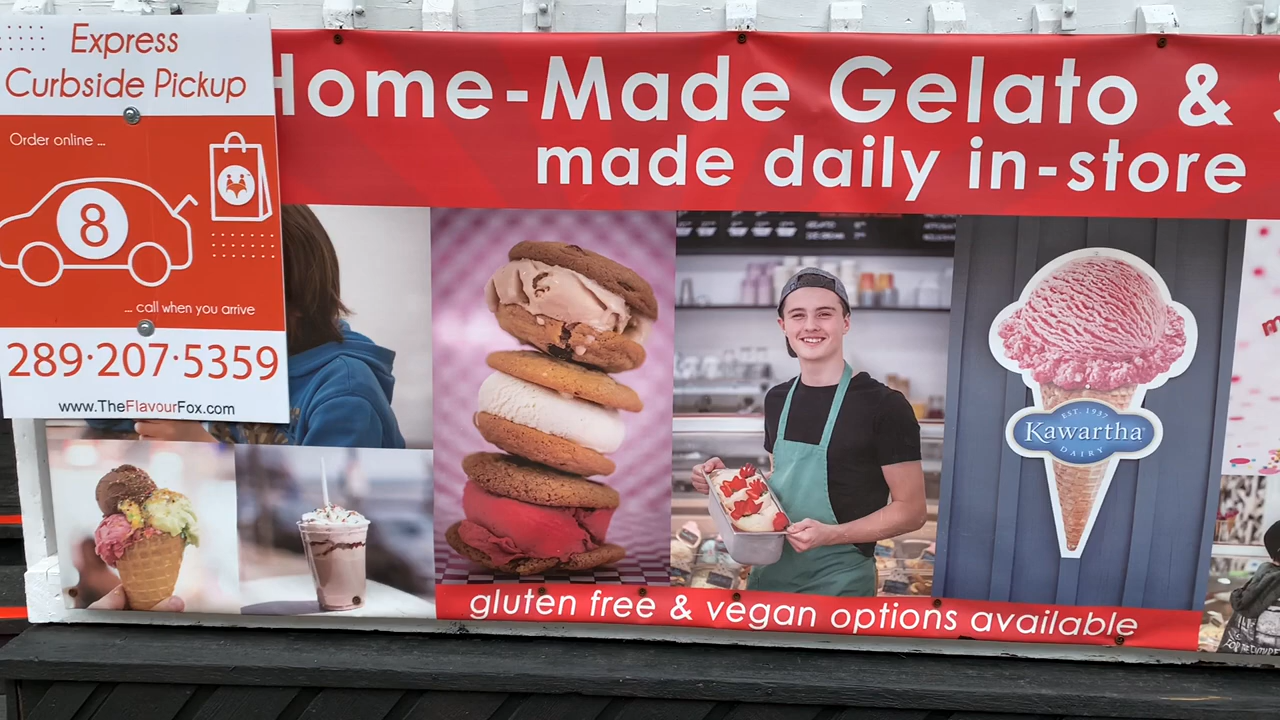 Express
Curbside Pickup
Order online ...
8
... call when you arrive
289·207·5359
www.TheFlavourFox.com
Home-Made Gelato &
made daily in-store
EST. 1937
Kawartha
DAIRY
gluten free & vegan options available